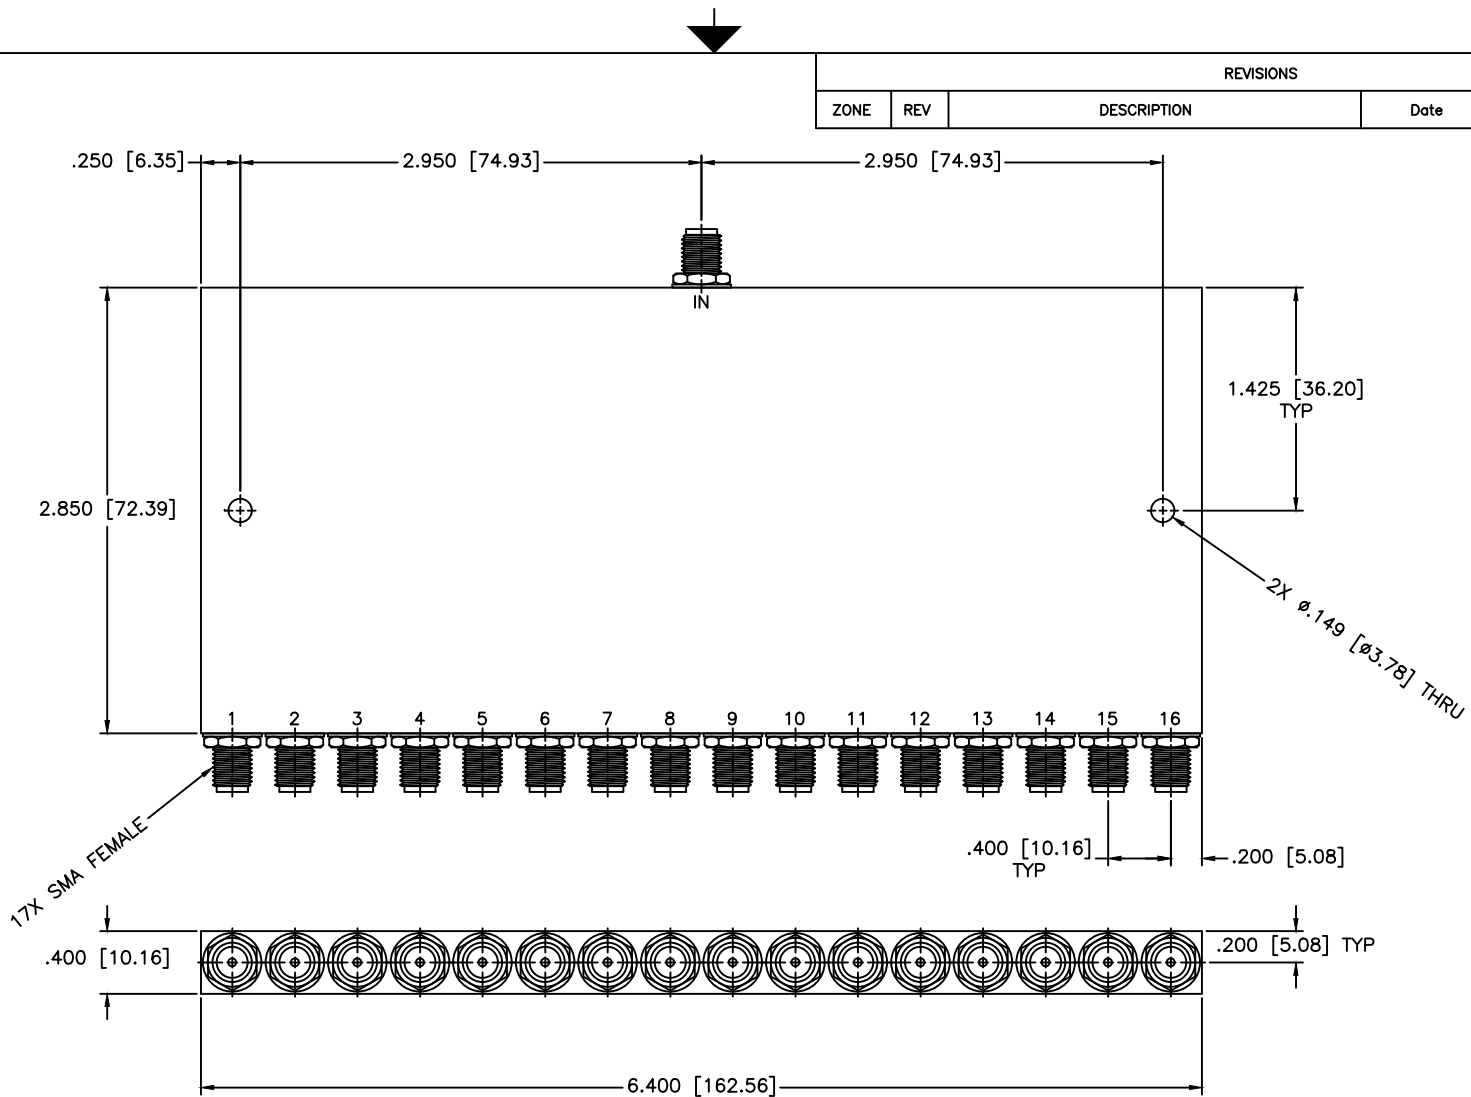 REVISIONS
ZONE REV DESCRIPTION Date
.250 [6.35] 2.950 [74.93] 2.950 [74.93]
IN
1.425 [36.20]
TYP
2.850 [72.39]
2X ø.149 [ø3.78] THRU
1 2 3 4 5 6 7 8 9 10 11 12 13 14 15 16
17X SMA FEMALE
.400 [10.16]
TYP
.200 [5.08]
.400 [10.16]
.200 [5.08] TYP
6.400 [162.56]